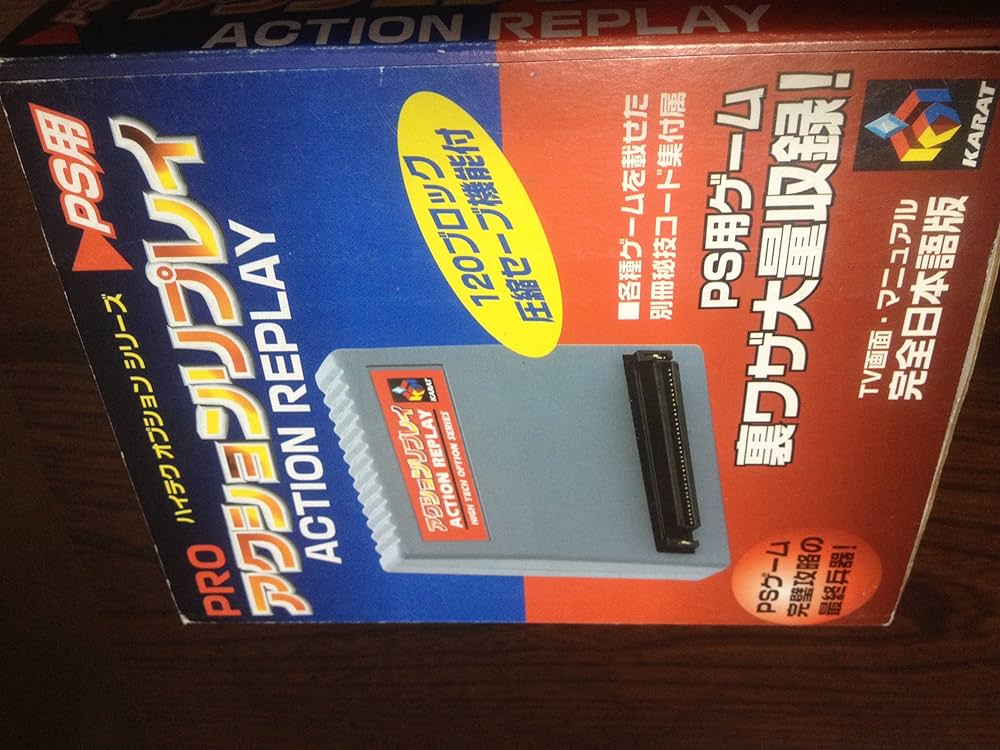 ACTION REPLAY
ハイテク オプション シリーズ
▶PS用
PRO
アクションリプレイ
ACTION REPLAY
120ブロック
圧縮セーブ機能付
アクションリプレイ
ACTION REPLAY
HIGH TECH OPTION SERIES
KARAT
■各種ゲームを載せた
別冊秘技コード集付属
PS用ゲーム
裏ワザ大量収録!
PSゲーム
完璧攻略の
最終兵器!
KARAT
TV画面・マニュアル
完全日本語版